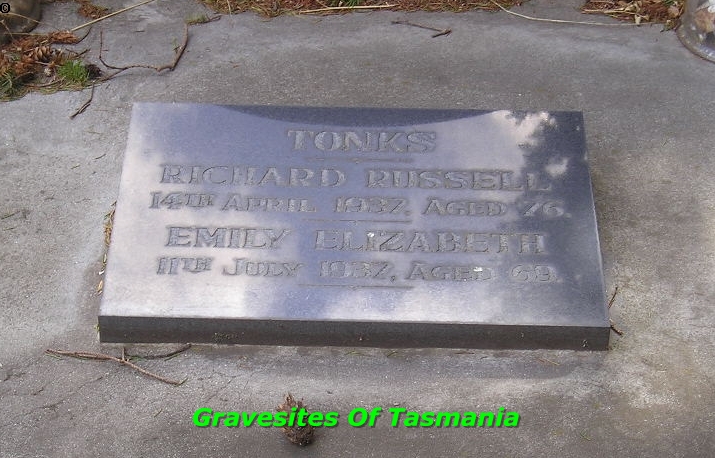 ©
TONKS
RICHARD RUSSELL
14TH APRIL 1937, AGED 76.
EMILY ELIZABETH
11TH JULY 1937, AGED 69.
Gravesites Of Tasmania